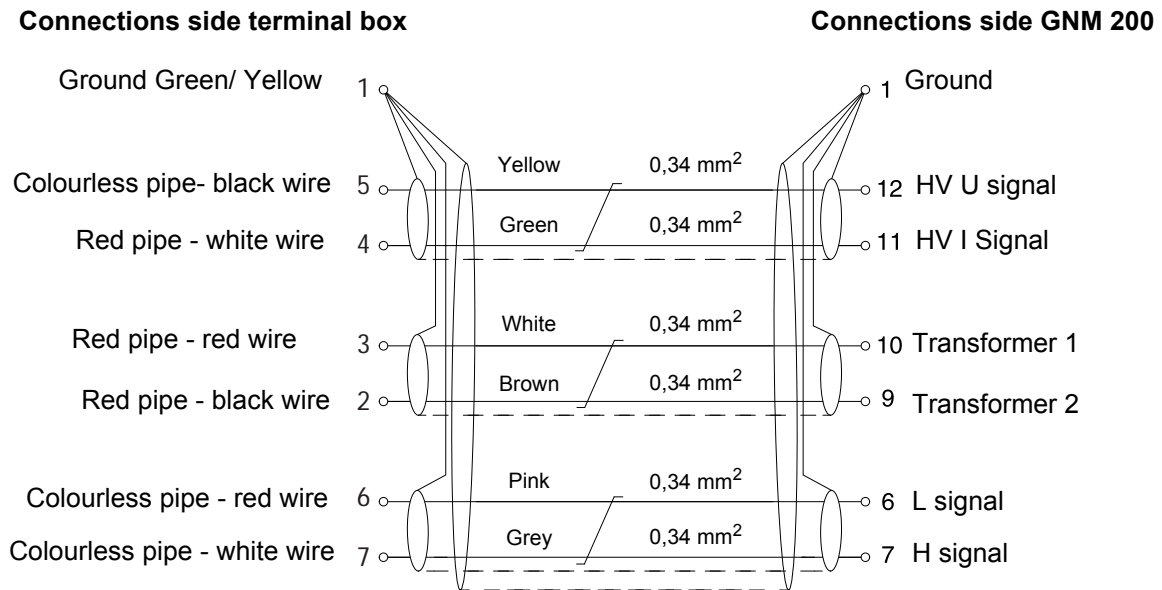 Connections side terminal box Connections side GNM 200
Ground Green/ Yellow 1 1 Ground
Yellow 0,34 mm²
Colourless pipe- black wire 5 12 HV U signal
Green 0,34 mm²
Red pipe - white wire 4 11 HV I Signal
White 0,34 mm²
Red pipe - red wire 3 10 Transformer 1
Brown 0,34 mm²
Red pipe - black wire 2 9 Transformer 2
Pink 0,34 mm²
Colourless pipe - red wire 6 6 L signal
Grey 0,34 mm²
Colourless pipe - white wire 7 7 H signal